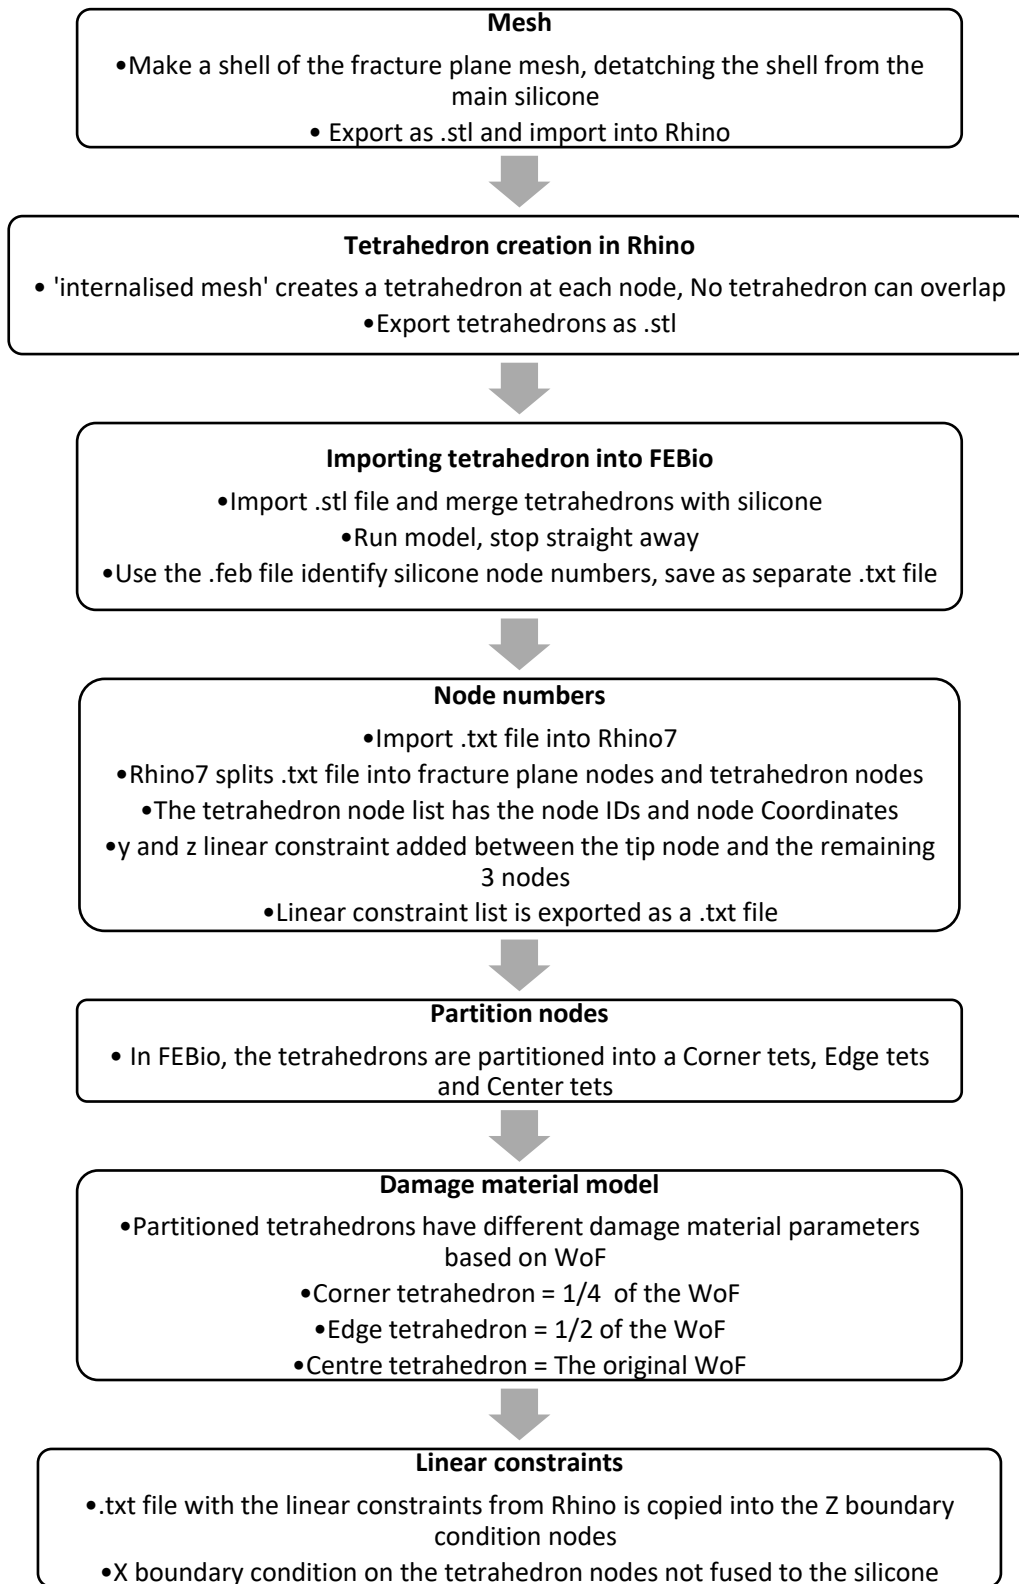 Mesh
•Make a shell of the fracture plane mesh, detatching the shell from the
main silicone
• Export as .stl and import into Rhino
Tetrahedron creation in Rhino
• 'internalised mesh' creates a tetrahedron at each node, No tetrahedron can overlap
•Export tetrahedrons as .stl
Importing tetrahedron into FEBio
•Import .stl file and merge tetrahedrons with silicone
•Run model, stop straight away
•Use the .feb file identify silicone node numbers, save as separate .txt file
Node numbers
•Import .txt file into Rhino7
•Rhino7 splits .txt file into fracture plane nodes and tetrahedron nodes
•The tetrahedron node list has the node IDs and node Coordinates
•y and z linear constraint added between the tip node and the remaining
3 nodes
•Linear constraint list is exported as a .txt file
Partition nodes
• In FEBio, the tetrahedrons are partitioned into a Corner tets, Edge tets
and Center tets
Damage material model
•Partitioned tetrahedrons have different damage material parameters
based on WoF
•Corner tetrahedron = 1/4  of the WoF
•Edge tetrahedron = 1/2 of the WoF
•Centre tetrahedron = The original WoF
Linear constraints
•.txt file with the linear constraints from Rhino is copied into the Z boundary
condition nodes
•X boundary condition on the tetrahedron nodes not fused to the silicone